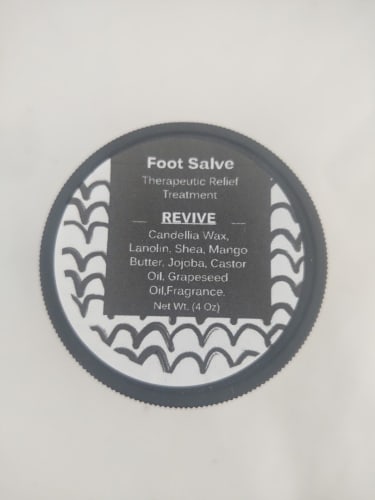 Foot Salve
Therapeutic Relief
Treatment
REVIVE
Candellia Wax,
Lanolin, Shea, Mango
Butter, Jojoba, Castor
Oil, Grapeseed
Oil,Fragrance.
Net Wt. (4 Oz)